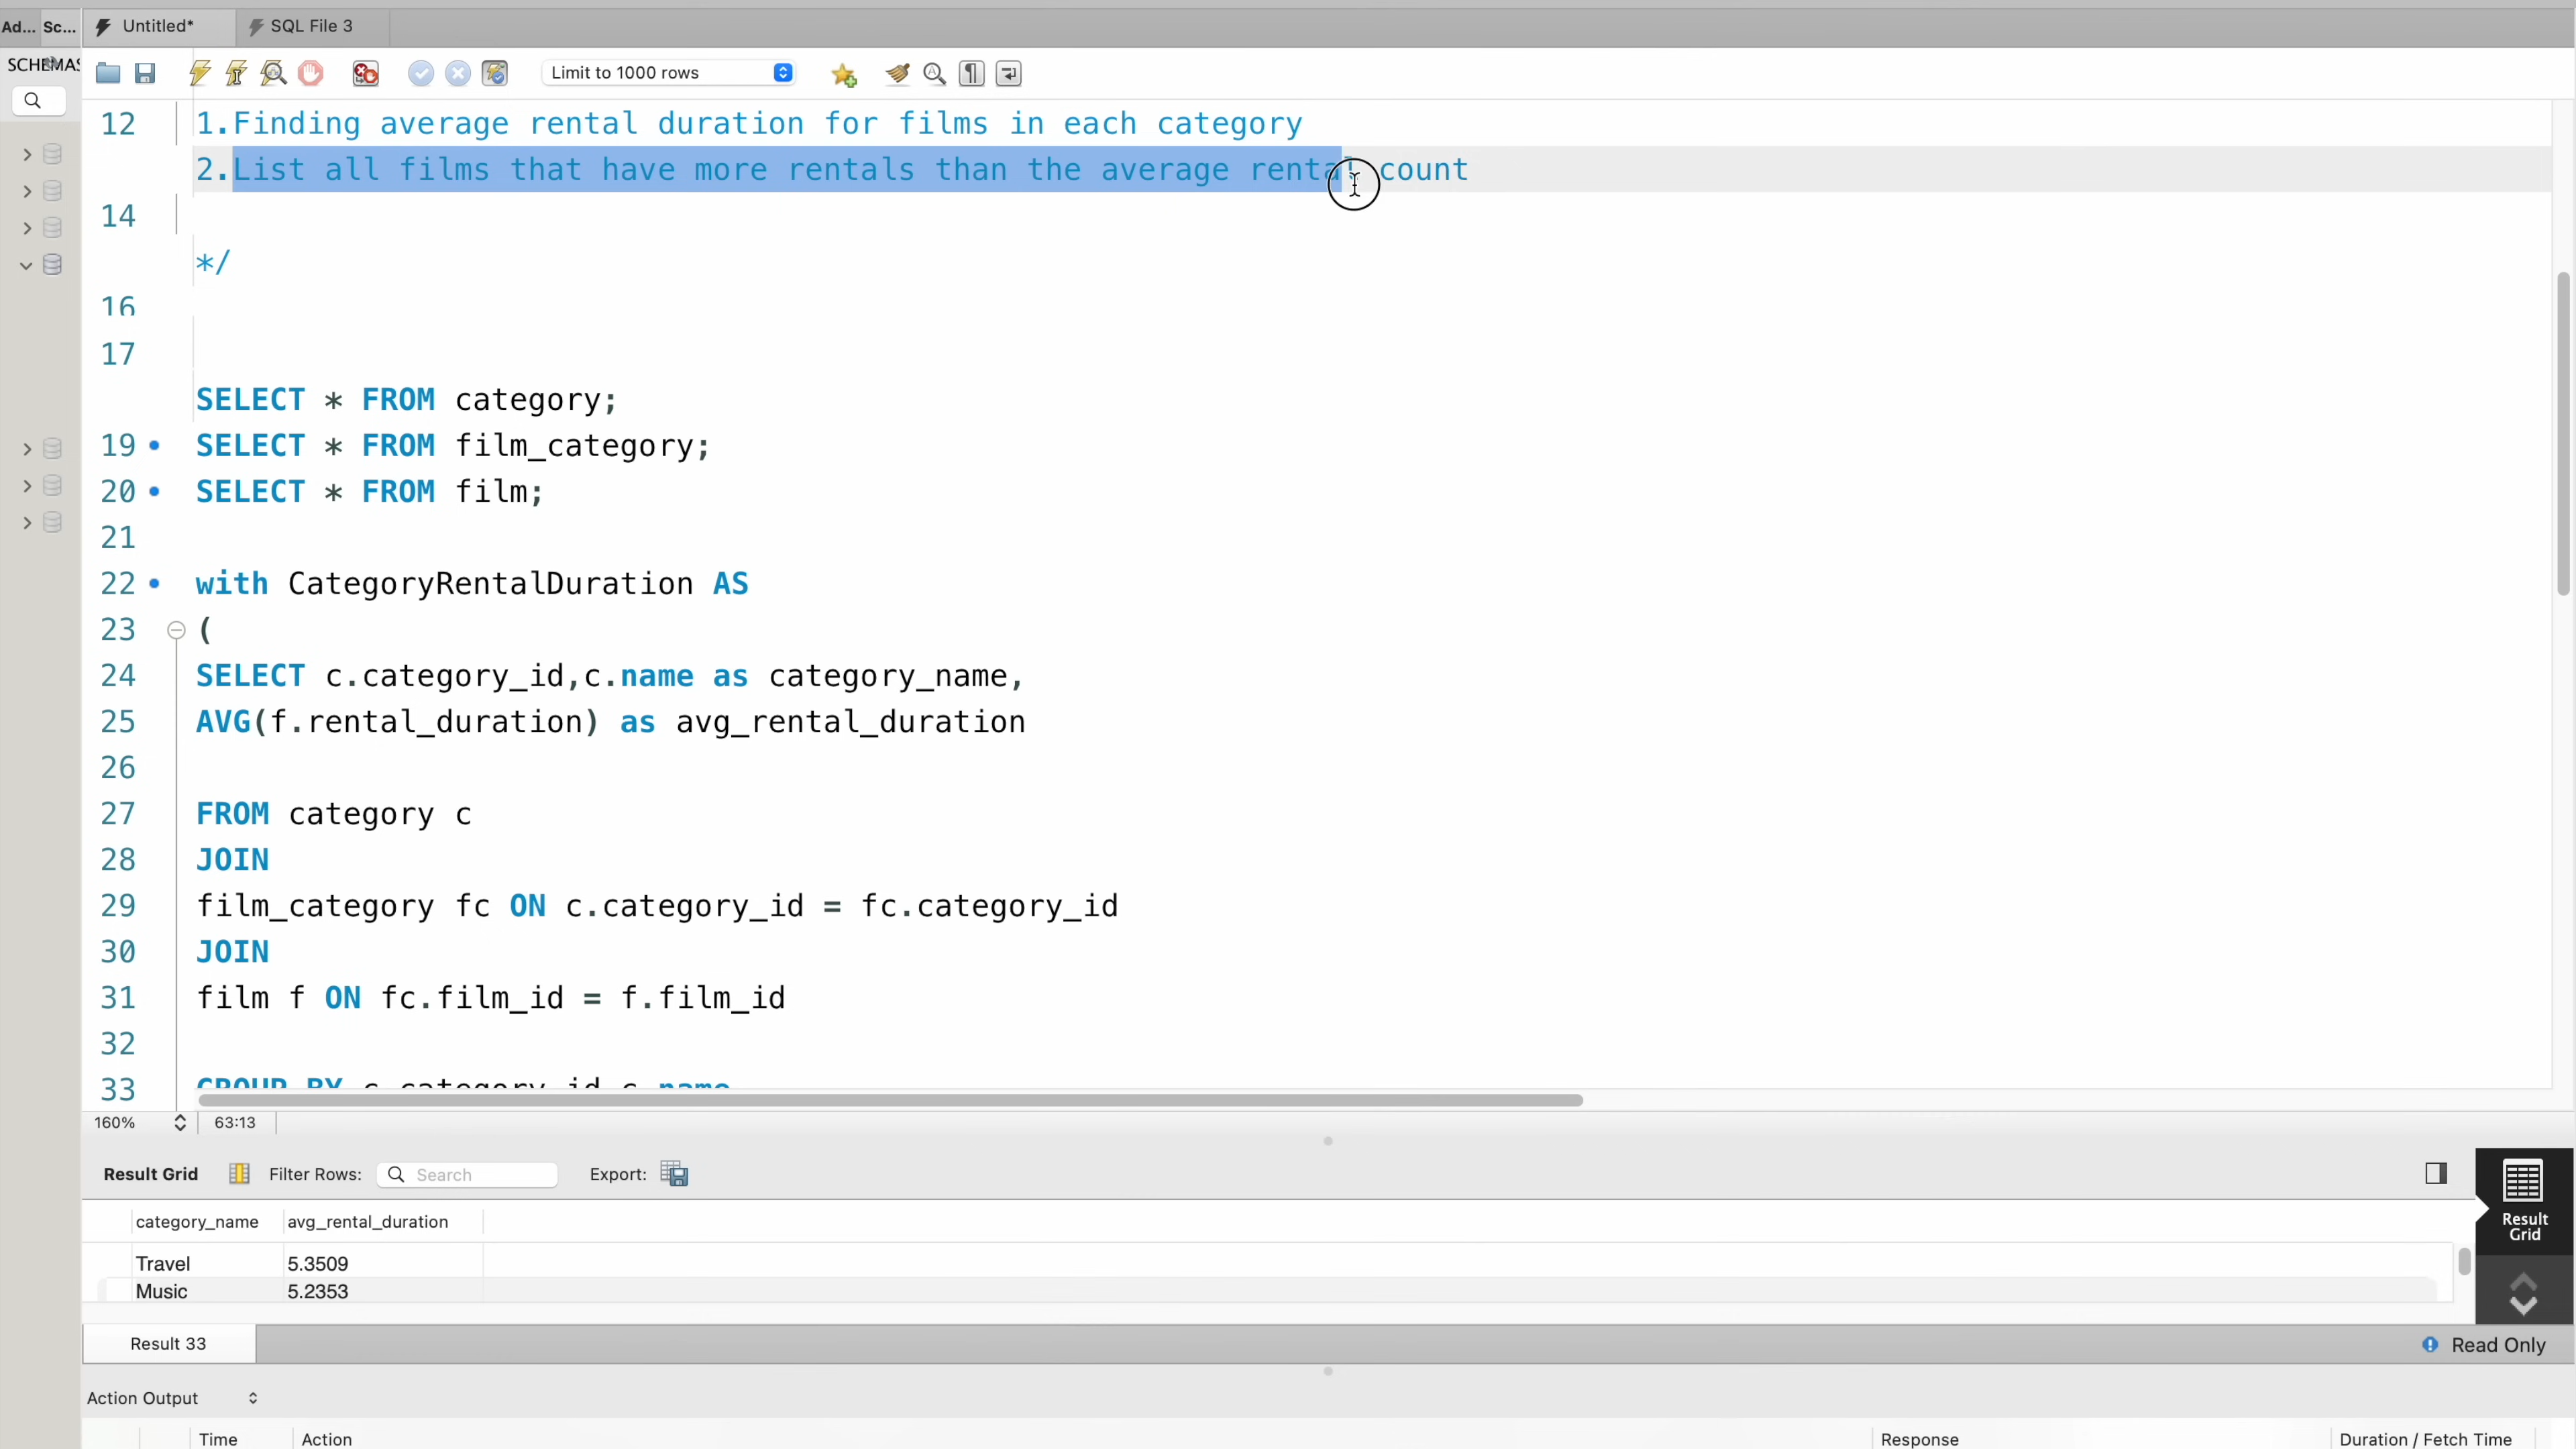 Ad... Sc... Untitled* SQL File 3
SCHEMAS
Limit to 1000 rows
12 1.Finding average rental duration for films in each category
2.List all films that have more rentals than the average rental count
14
*/
16
17
SELECT * FROM category;
19 SELECT * FROM film_category;
20 SELECT * FROM film;
21
22 with CategoryRentalDuration AS
23 (
24 SELECT c.category_id,c.name as category_name,
25 AVG(f.rental_duration) as avg_rental_duration
26
27 FROM category c
28 JOIN
29 film_category fc ON c.category_id = fc.category_id
30 JOIN
31 film f ON fc.film_id = f.film_id
32
33 GROUP BY c.category_id,c.name
160% 63:13
Result Grid Filter Rows: Search Export:
category_name avg_rental_duration
Travel 5.3509
Music 5.2353
Result
Grid
Result 33 Read Only
Action Output
Time Action Response Duration / Fetch Time